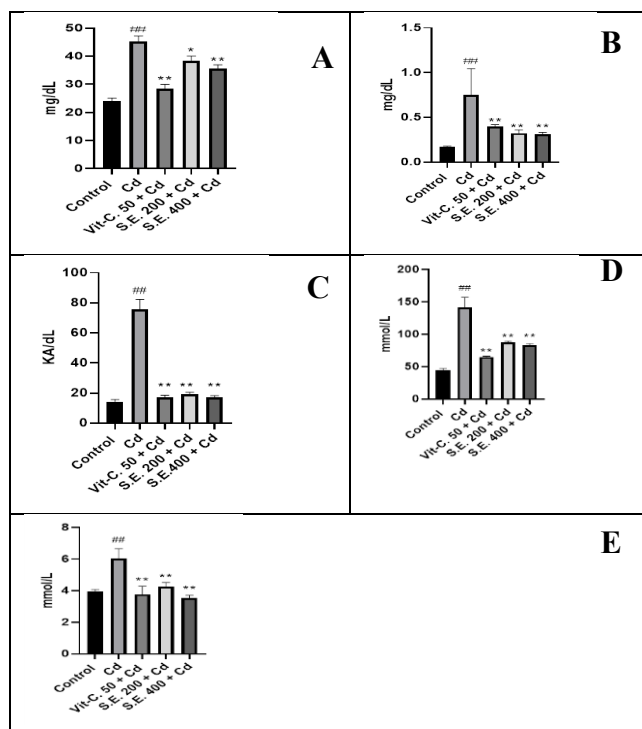 A
mg/dL
50
40
30
20
10
0
###
**
*
**
Control
Cd
Vit-C. 50 + Cd
S.E. 200 + Cd
S.E. 400 + Cd
B
mg/dL
1.5
1.0
0.5
0.0
###
**
**
**
Control
Cd
Vit-C. 50 + Cd
S.E. 200 + Cd
S.E. 400 + Cd
C
KA/dL
100
80
60
40
20
0
##
**
**
**
Control
Cd
Vit-C. 50 + Cd
S.E. 200 + Cd
S.E.400 + Cd
D
mmol/L
200
150
100
50
0
##
**
**
**
Control
Cd
Vit-C. 50 + Cd
S.E. 200 + Cd
S.E. 400 + Cd
E
mmol/L
8
6
4
2
0
##
**
**
**
Control
Cd
Vit-C. 50 + Cd
S.E. 200 + Cd
S.E. 400 + Cd